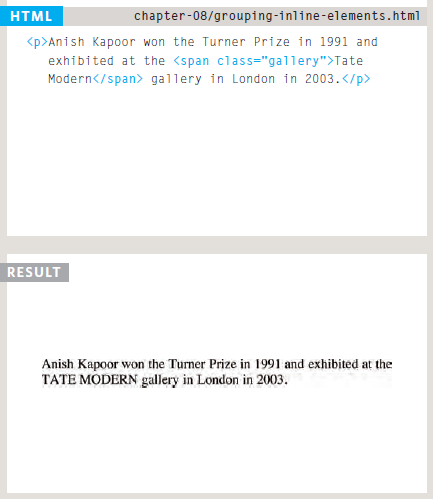 HTML
chapter-08/grouping-inline-elements.html
<p>Anish Kapoor won the Turner Prize in 1991 and
exhibited at the <span class="gallery">Tate
Modern</span> gallery in London in 2003.</p>
RESULT
Anish Kapoor won the Turner Prize in 1991 and exhibited at the
TATE MODERN gallery in London in 2003.